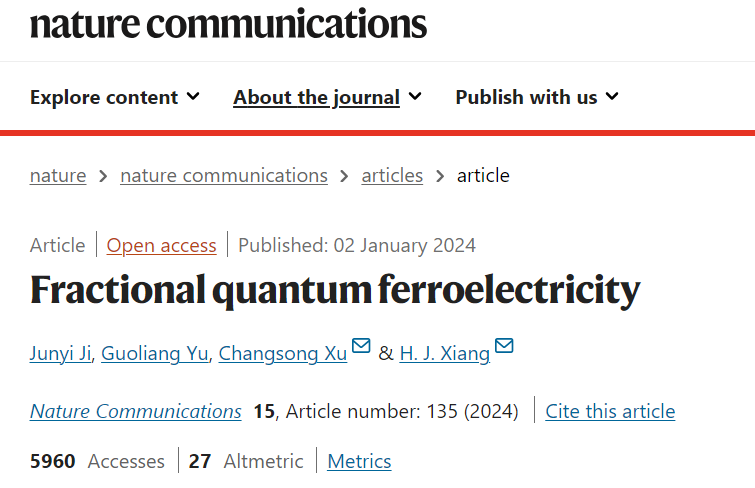 nature communications
Explore content About the journal Publish with us
nature > nature communications > articles > article
Article | Open access | Published: 02 January 2024
Fractional quantum ferroelectricity
Junyi Ji, Guoliang Yu, Changsong Xu & H. J. Xiang
Nature Communications 15, Article number: 135 (2024) | Cite this article
5960 Accesses | 27 Altmetric | Metrics